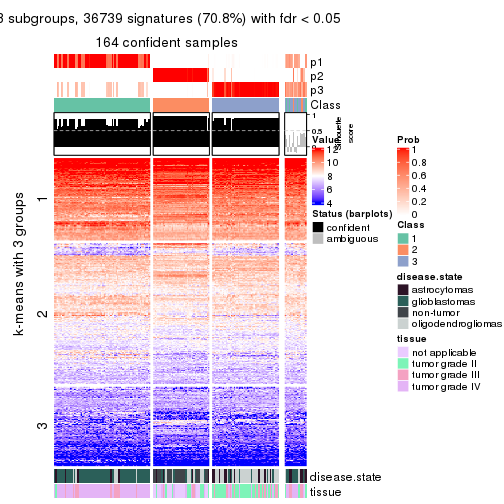 3 subgroups, 36739 signatures (70.8%) with fdr < 0.05
164 confident samples
p1
p2
p3
Class
1
0.5
0
Silhouette
score
k-means with 3 groups
1
2
3
disease.state
tissue
Value
12
10
8
6
4
Status (barplots)
confident
ambiguous
Prob
1
0.8
0.6
0.4
0.2
0
Class
1
2
3
disease.state
astrocytomas
glioblastomas
non-tumor
oligodendrogliomas
tissue
not applicable
tumor grade II
tumor grade III
tumor grade IV